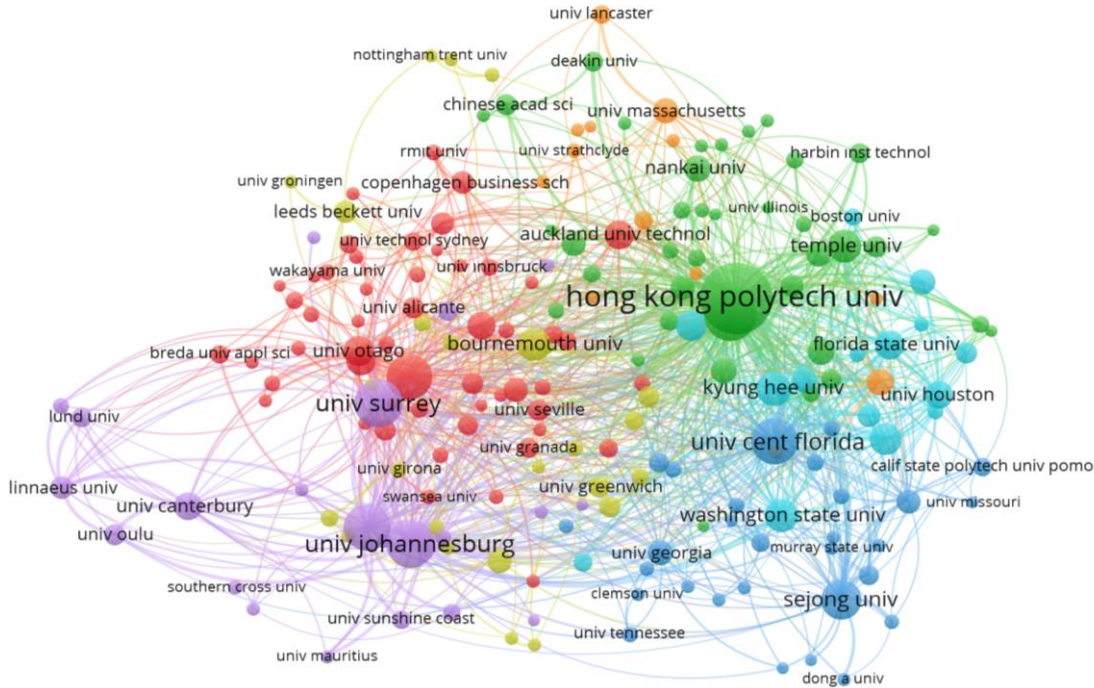 univ lancaster
nottingham trent univ
deakin univ
chinese acad sci
univ massachusetts
rmit univ
univ strathclyde
harbin inst technol
nankai univ
univ groningen
copenhagen business sch
leeds beckett univ
univ illinois
boston univ
univ technol sydney
auckland univ technol
temple univ
wakayama univ
univ innsbruck
hong kong polytech univ
univ alicante
bournemouth univ
florida state univ
breda univ appl sci
univ otago
kyung hee univ
univ houston
univ surrey
univ seville
lund univ
univ granada
univ cent florida
univ girona
calif state polytech univ pomo
linnaeus univ
univ greenwich
swansea univ
univ missouri
univ canterbury
washington state univ
univ oulu
univ johannesburg
univ georgia
murray state univ
southern cross univ
clemson univ
sejong univ
univ sunshine coast
univ tennessee
univ mauritius
dong a univ